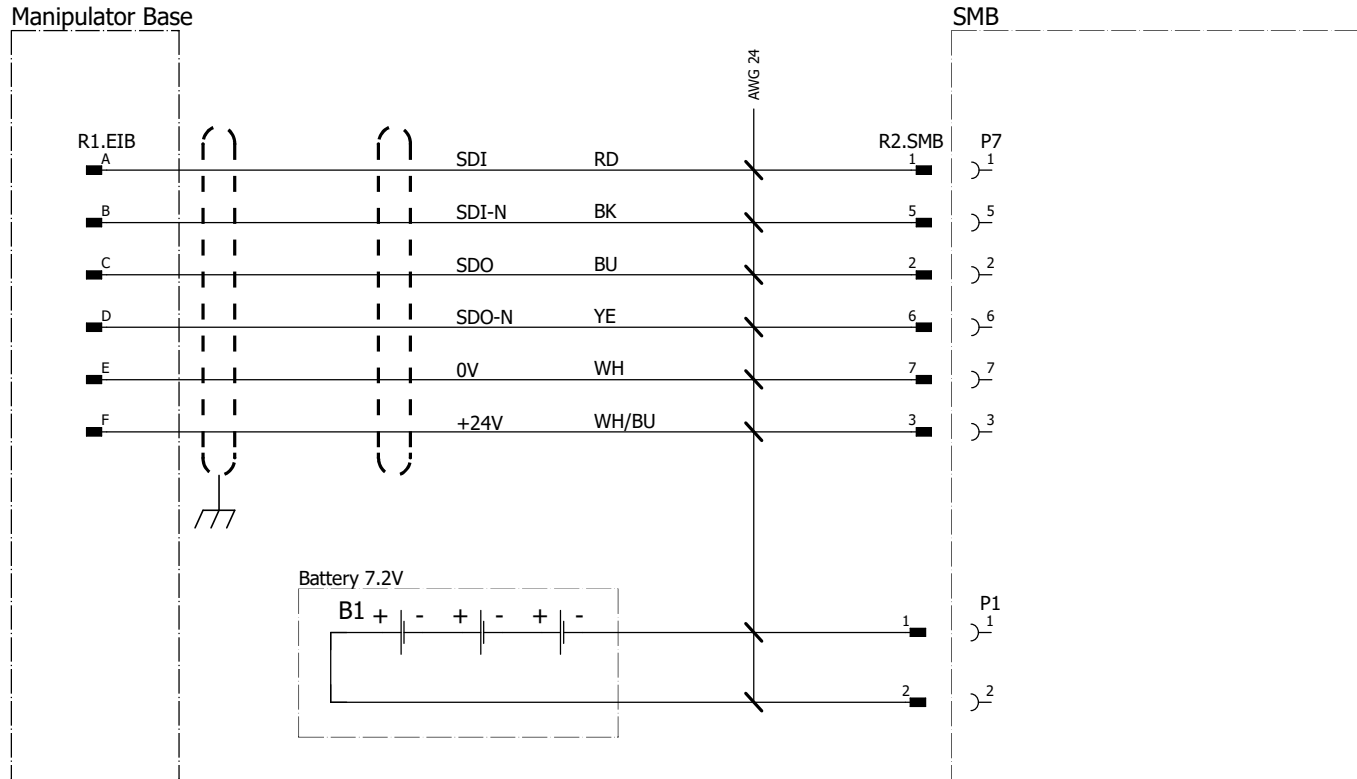 Manipulator Base
SMB
AWG 24
R1.EIB
R2.SMB
P7
A
SDI
RD
1
1
B
SDI-N
BK
5
5
C
SDO
BU
2
2
D
SDO-N
YE
6
6
E
0V
WH
7
7
F
+24V
WH/BU
3
3
Battery 7.2V
B1
+ - + - + -
P1
1
1
2
2